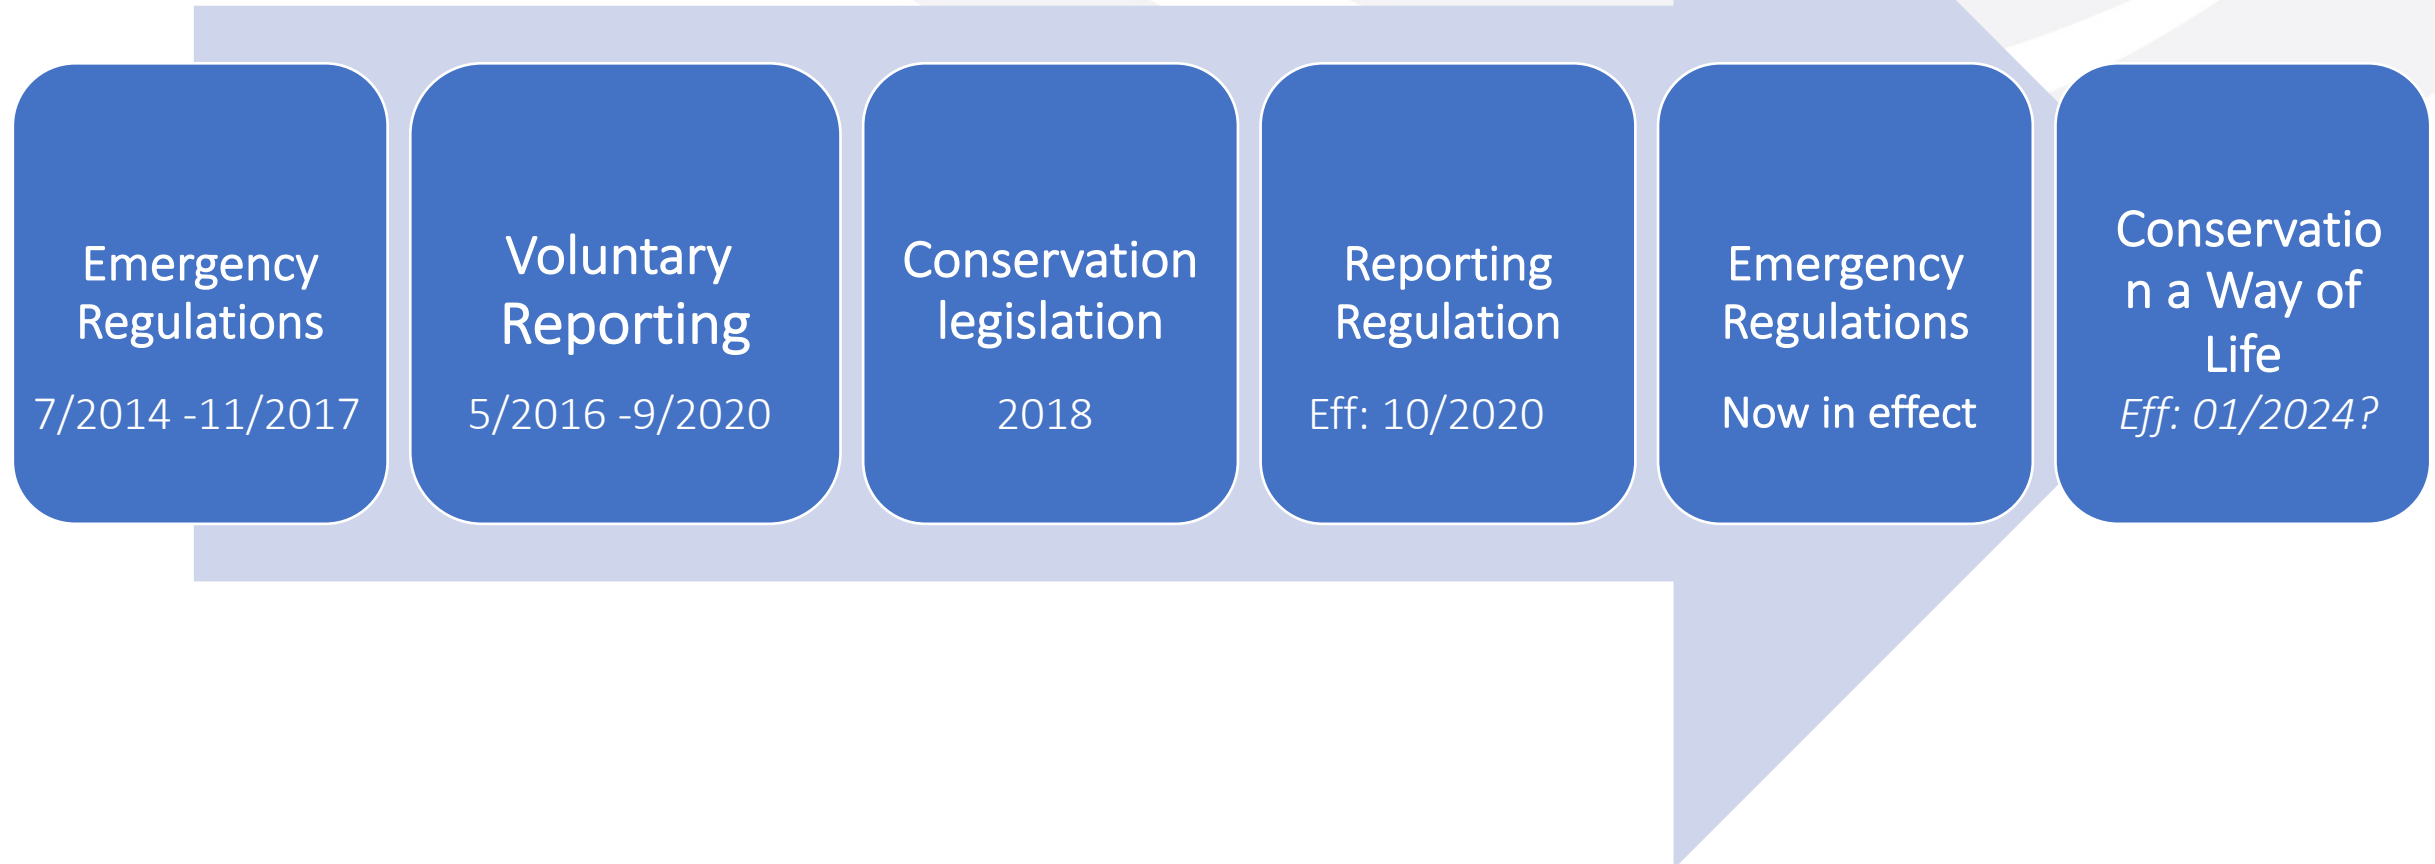 Emergency
Regulations
7/2014 -11/2017
Voluntary
Reporting
5/2016 -9/2020
Conservation
legislation
2018
Reporting
Regulation
Eff: 10/2020
Emergency
Regulations
Now in effect
Conservatio
n a Way of
Life
Eff: 01/2024?